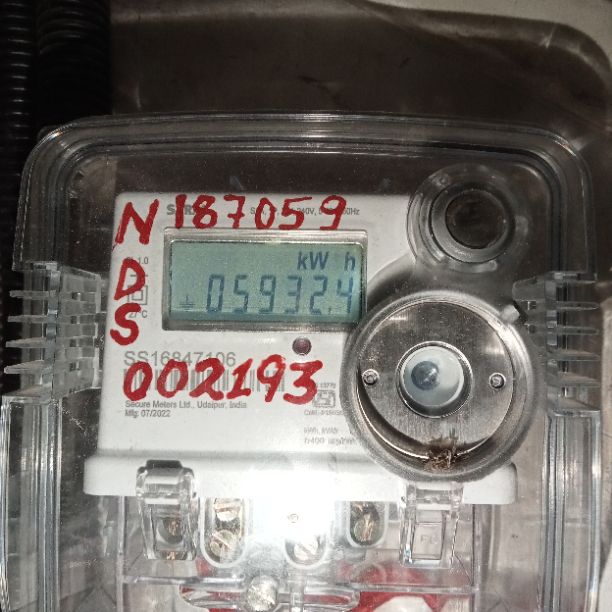 N187059
kW h
05932.4
D
S
SS16847106
002193
Secure Meters Ltd., Udaipur, India
Mfg: 07/2022